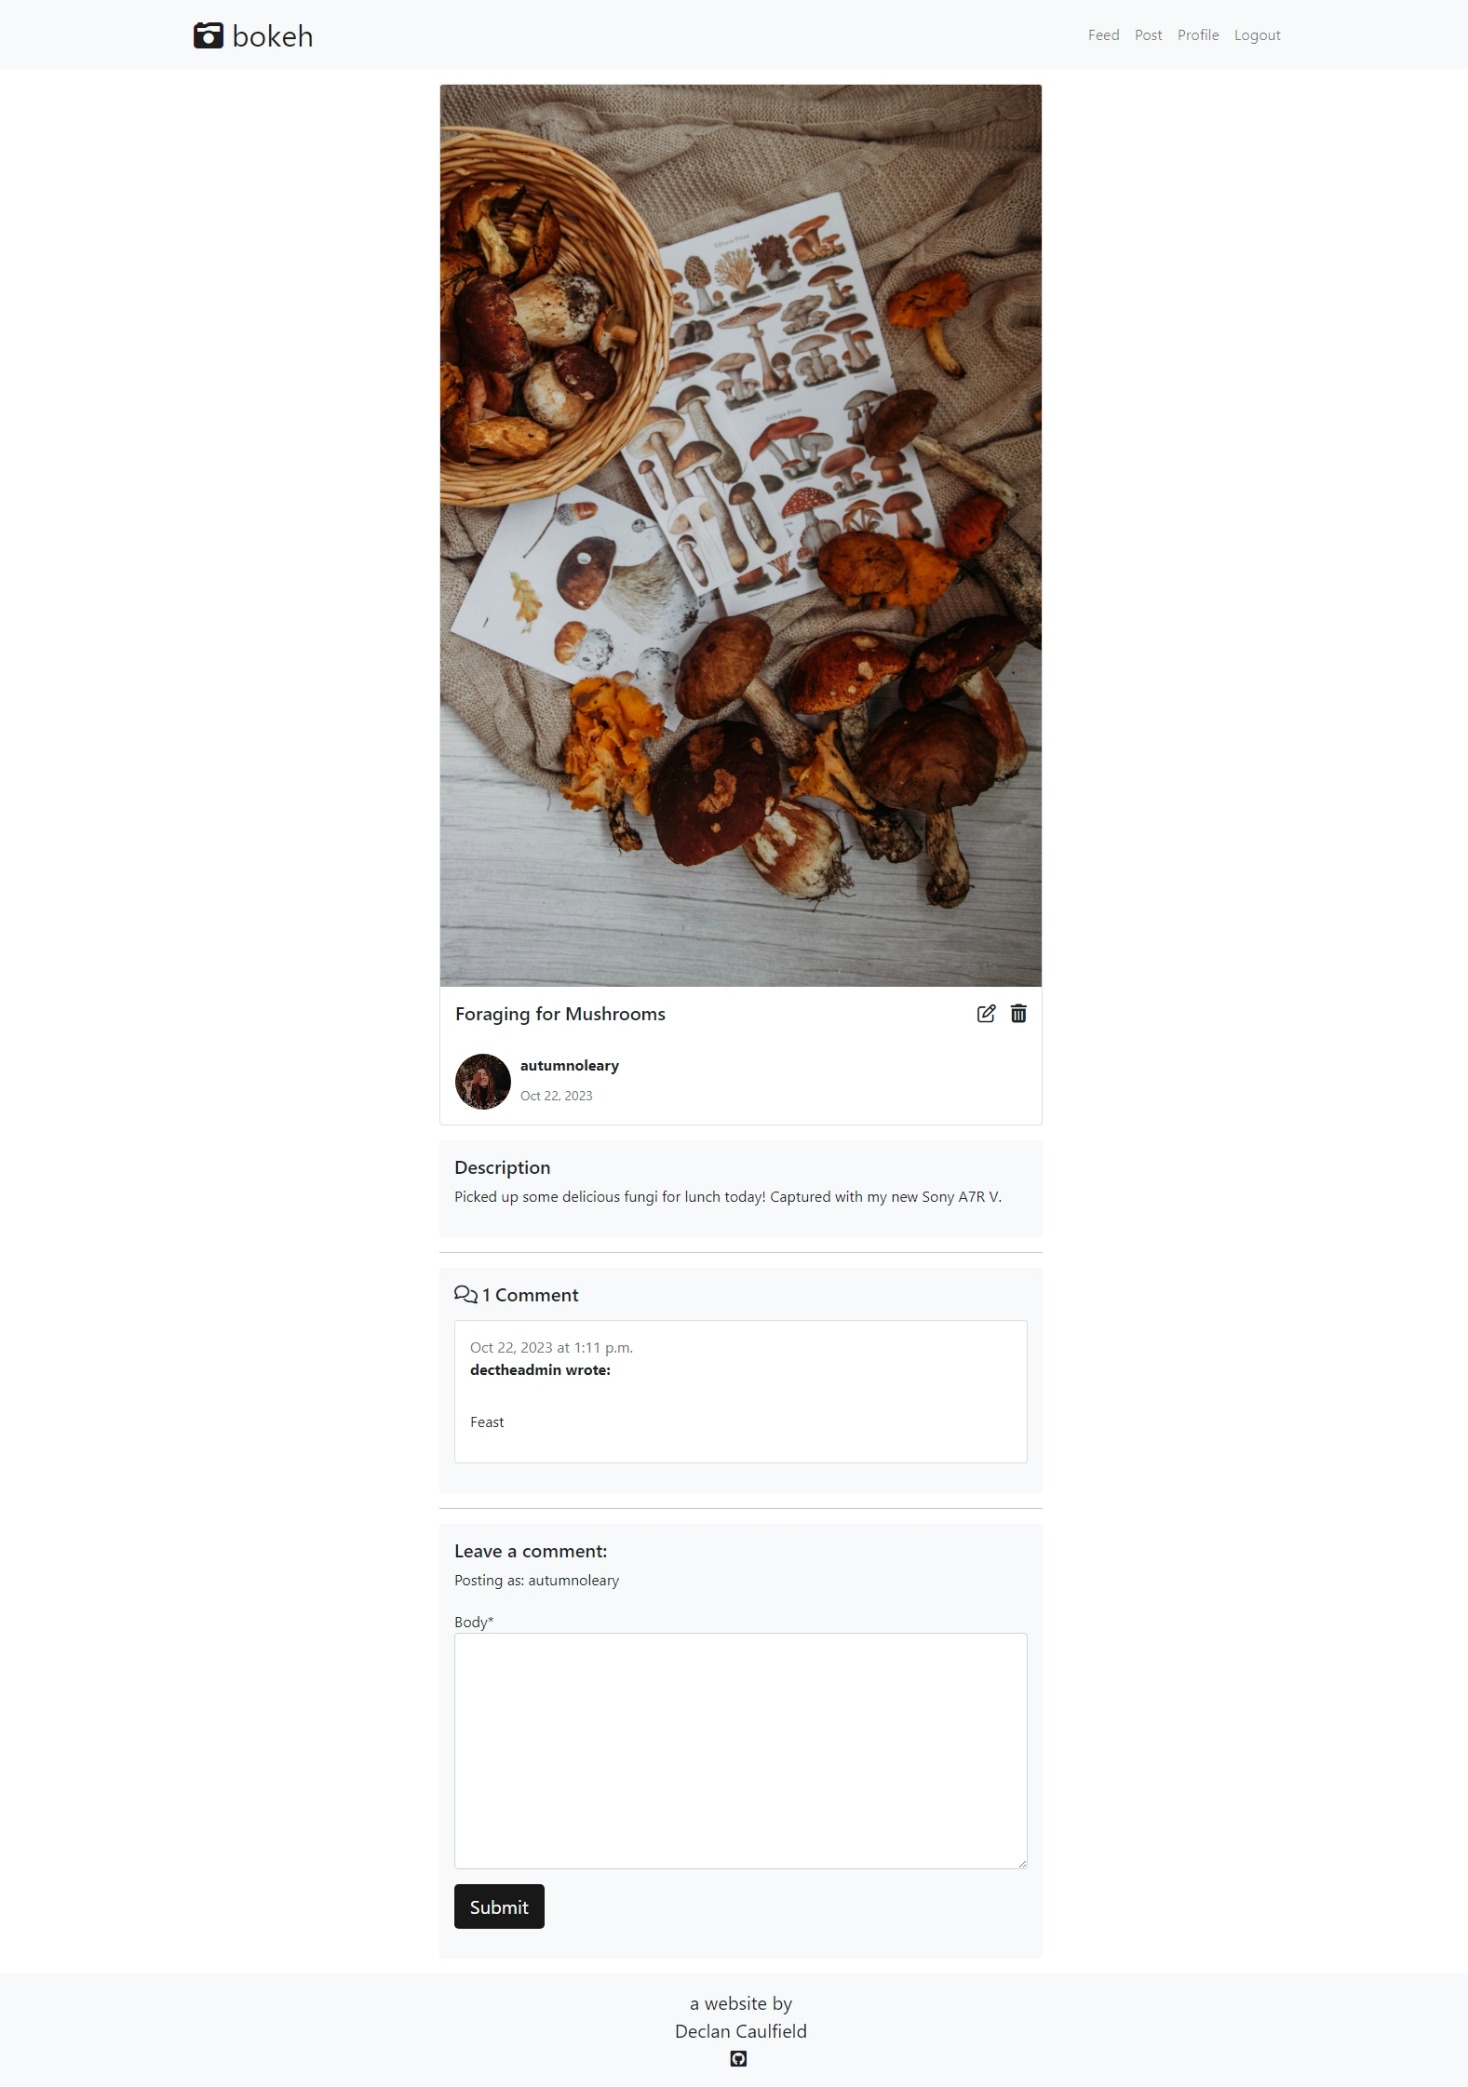 bokeh
Feed Post Profile Logout
Foraging for Mushrooms
autumnoleary
Oct 22, 2023
Description
Picked up some delicious fungi for lunch today! Captured with my new Sony A7R V.
1 Comment
Oct 22, 2023 at 1:11 p.m.
dectheadmin wrote:
Feast
Leave a comment:
Posting as: autumnoleary
Body*
Submit
a website by
Declan Caulfield